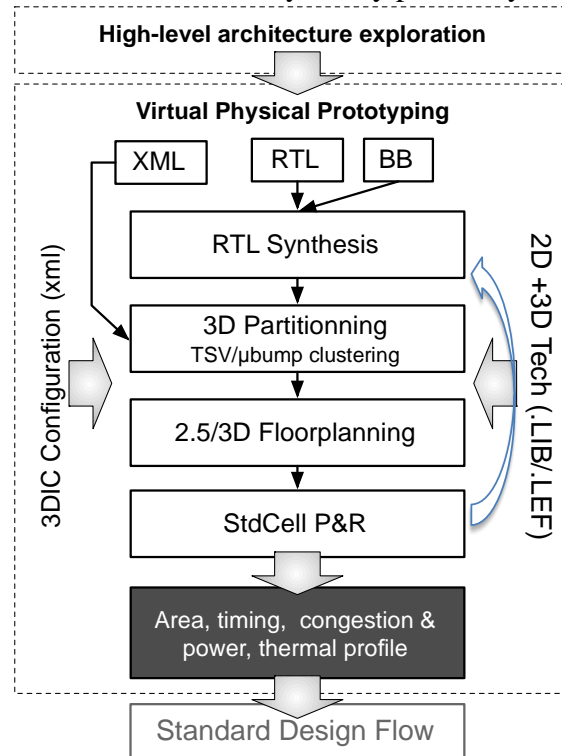 High-level architecture exploration
Virtual Physical Prototyping
XML
RTL
BB
RTL Synthesis
3D Partitionning
TSV/µbump clustering
2.5/3D Floorplanning
StdCell P&R
3DIC Configuration (xml)
2D +3D Tech (.LIB/.LEF)
Area, timing, congestion &
power, thermal profile
Standard Design Flow